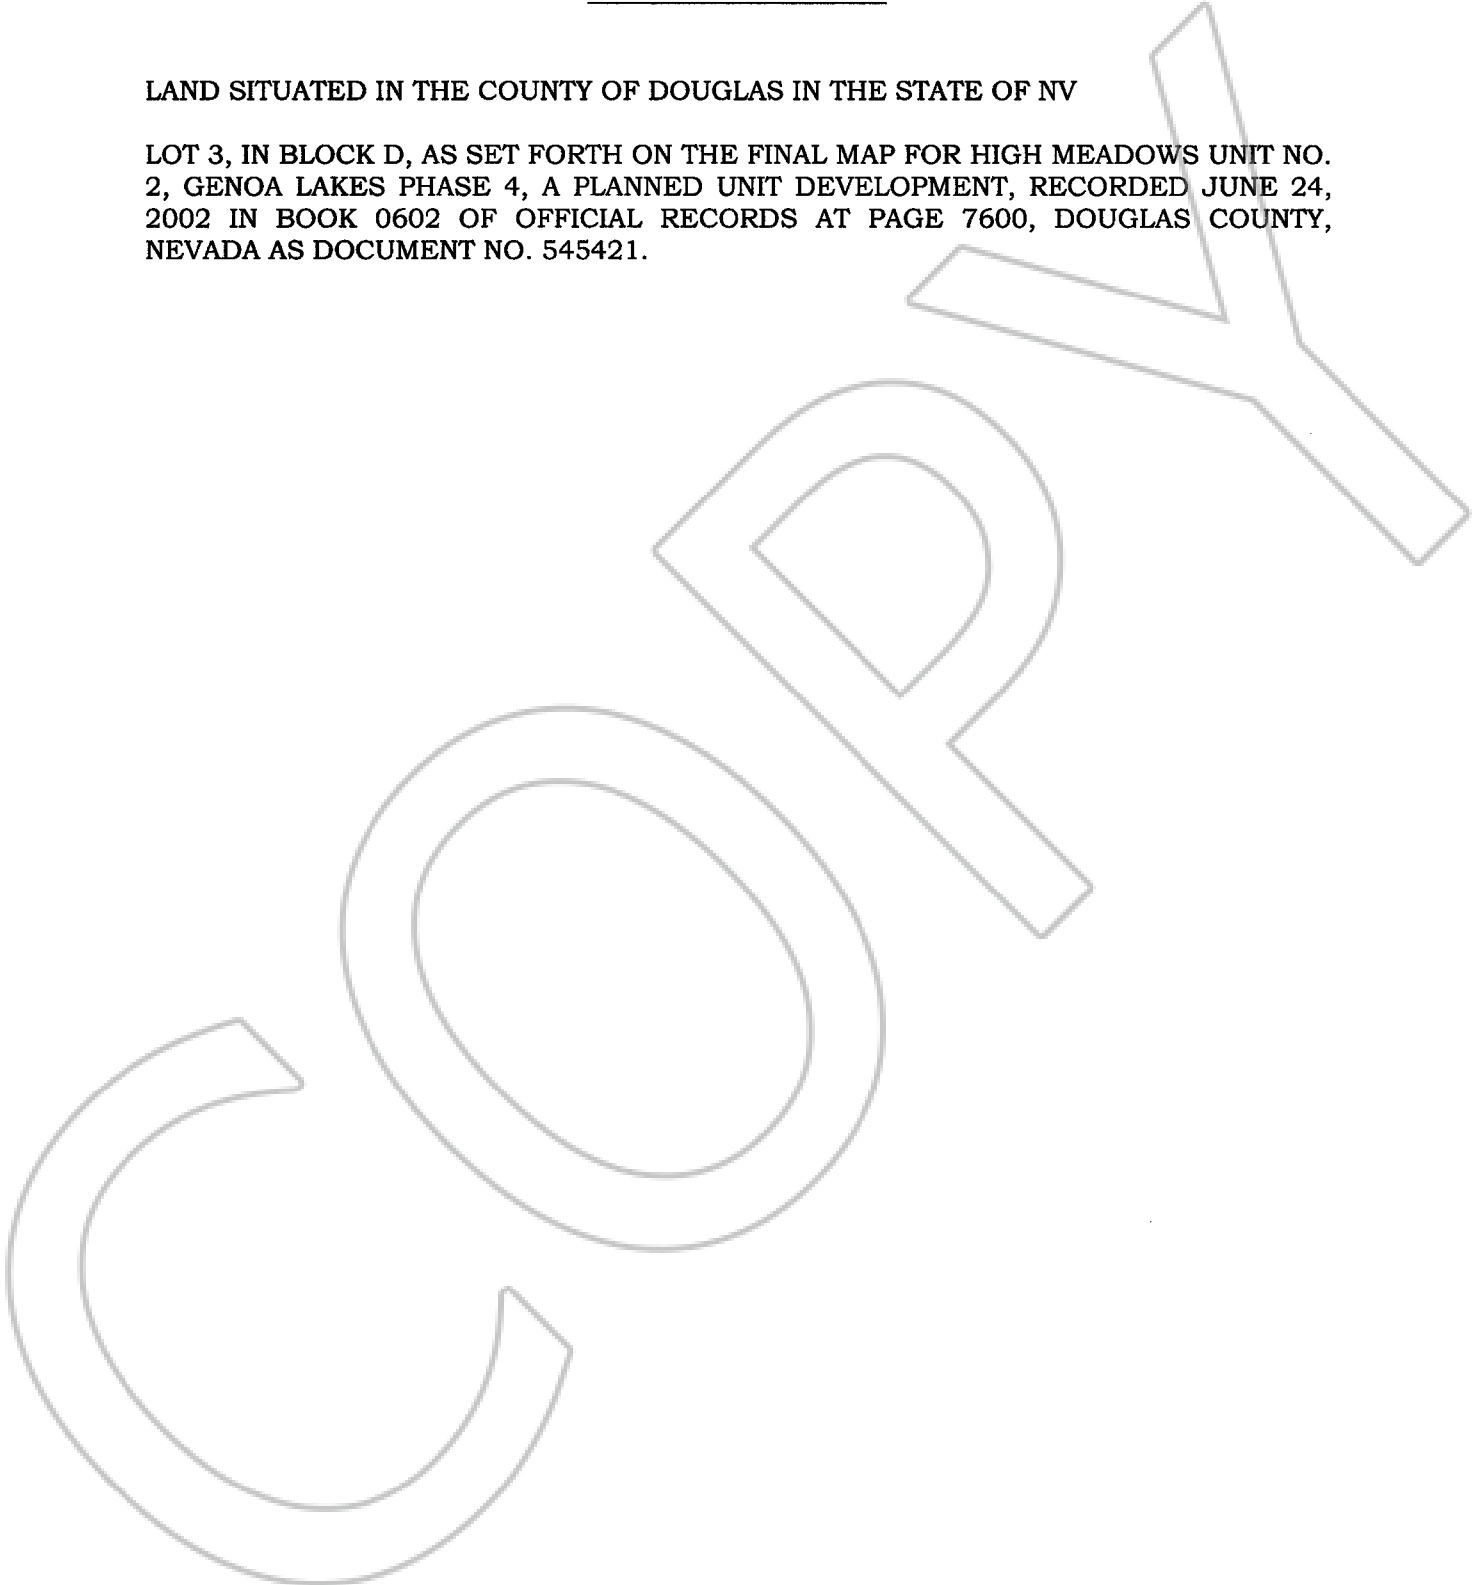 LAND SITUATED IN THE COUNTY OF DOUGLAS IN THE STATE OF NV
LOT 3, IN BLOCK D, AS SET FORTH ON THE FINAL MAP FOR HIGH MEADOWS UNIT NO.
2, GENOA LAKES PHASE 4, A PLANNED UNIT DEVELOPMENT, RECORDED JUNE 24,
2002 IN BOOK 0602 OF OFFICIAL RECORDS AT PAGE 7600, DOUGLAS COUNTY,
NEVADA AS DOCUMENT NO. 545421.
COPY